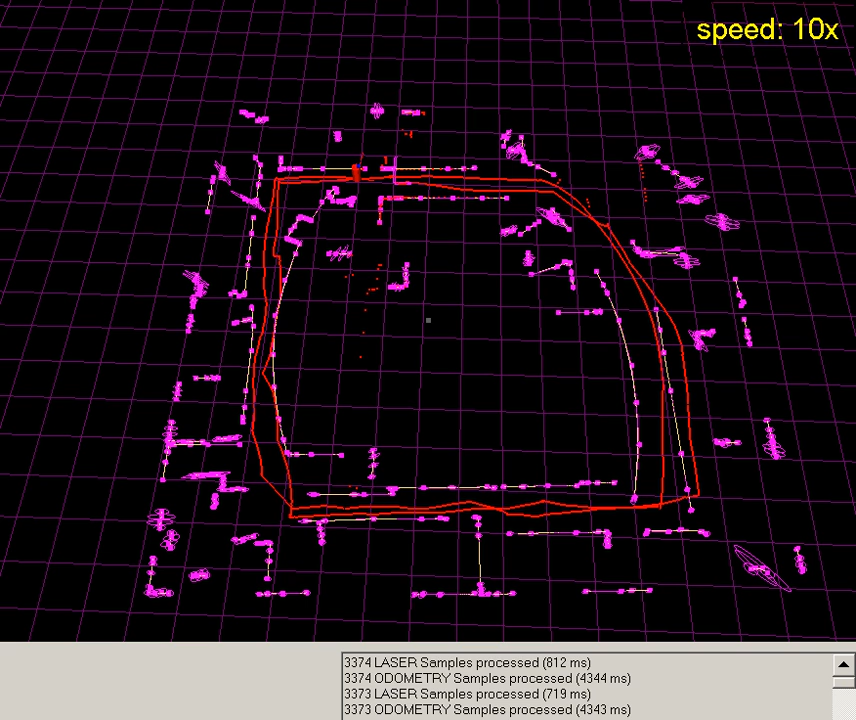 speed: 10x
3374 LASER Samples processed (812 ms)
3374 ODOMETRY Samples processed (4344 ms)
3373 LASER Samples processed (719 ms)
3373 ODOMETRY Samples processed (4343 ms)